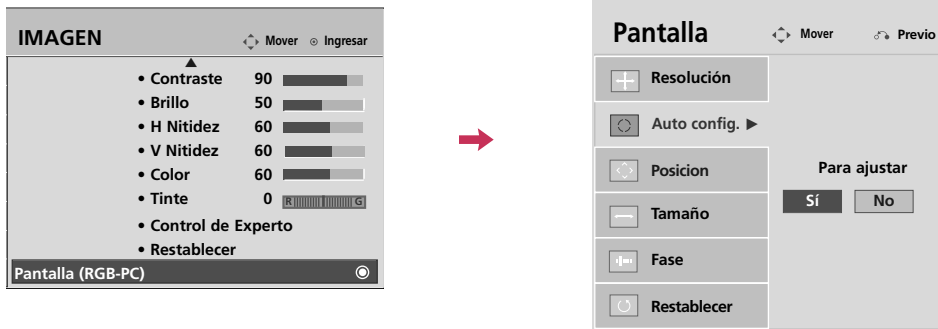 IMAGEN
Mover Ingresar
• Contraste 90
• Brillo 50
• H Nitidez 60
• V Nitidez 60
• Color 60
• Tinte 0 R G
• Control de Experto
• Restablecer
Pantalla (RGB-PC)
Pantalla
Mover Previo
Resolución
Auto config. ►
Posicion
Tamaño
Fase
Restablecer
Para ajustar
Sí No